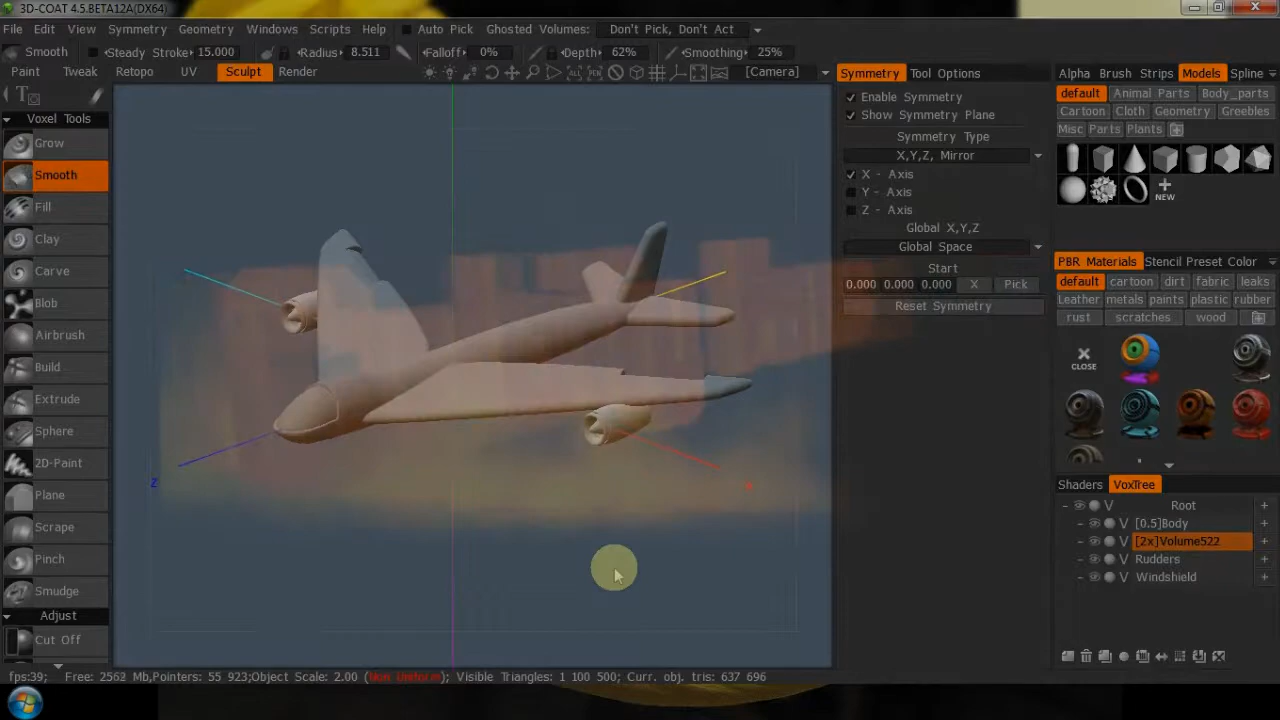 3D-COAT 4.5.BETA12A(DX64)
File Edit View Symmetry Geometry Windows Scripts Help Auto Pick Ghosted Volumes: Don't Pick, Don't Act
Smooth Steady Stroke: 15.000 Radius: 8.511 Falloff: 0% Depth: 62% Smoothing: 25%
Paint Tweak Retopo UV Sculpt Render [Camera] Symmetry Tool Options Alpha Brush Strips Models Spline
default Animal Parts Body_parts
Cartoon Cloth Geometry Greebles
Misc Parts Plants
NEW
Voxel Tools
Grow
Smooth
Fill
Clay
Carve
Blob
Airbrush
Build
Extrude
Sphere
2D-Paint
Plane
Scrape
Pinch
Smudge
Adjust
Cut Off
Z
Enable Symmetry
Show Symmetry Plane
Symmetry Type
X,Y,Z, Mirror
X - Axis
Y - Axis
Z - Axis
Global X,Y,Z
Global Space
Start
0.000 0.000 0.000 X Pick
Reset Symmetry
PBR Materials Stencil Preset Color
default cartoon dirt fabric leaks
Leather metals paints plastic rubber
rust scratches wood
CLOSE
Shaders VoxTree
Root
V [0.5]Body
V [2x]Volume522
V Rudders
V Windshield
fps:39; Free: 2562 Mb,Pointers: 55 923;Object Scale: 2.00 (Non Uniform); Visible Triangles: 1 100 500; Curr. obj. tris: 637 696